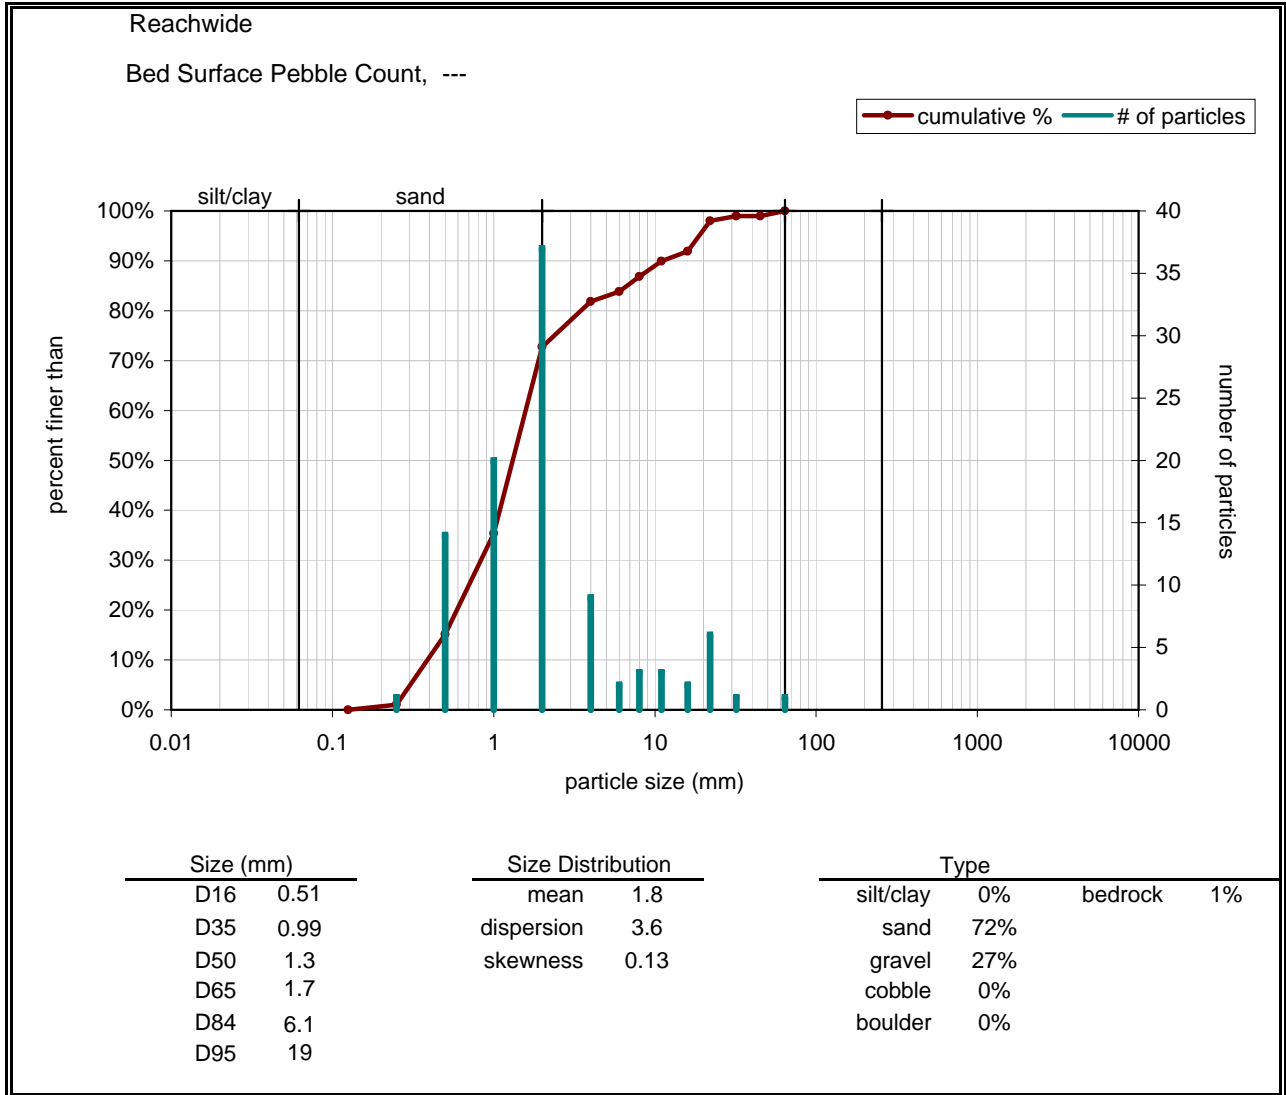 Reachwide
Bed Surface Pebble Count, ---
cumulative % # of particles
silt/clay sand
100% 40
90% 35
80%
70% 30
60% 25
50% 20
40% 15
30%
20% 10
10% 5
0% 0
percent finer than
number of particles
0.01 0.1 1 10 100 1000 10000
particle size (mm)
Size (mm) Size Distribution Type
D16 0.51 mean 1.8 silt/clay 0% bedrock 1%
D35 0.99 dispersion 3.6 sand 72%
D50 1.3 skewness 0.13 gravel 27%
D65 1.7 cobble 0%
D84 6.1 boulder 0%
D95 19